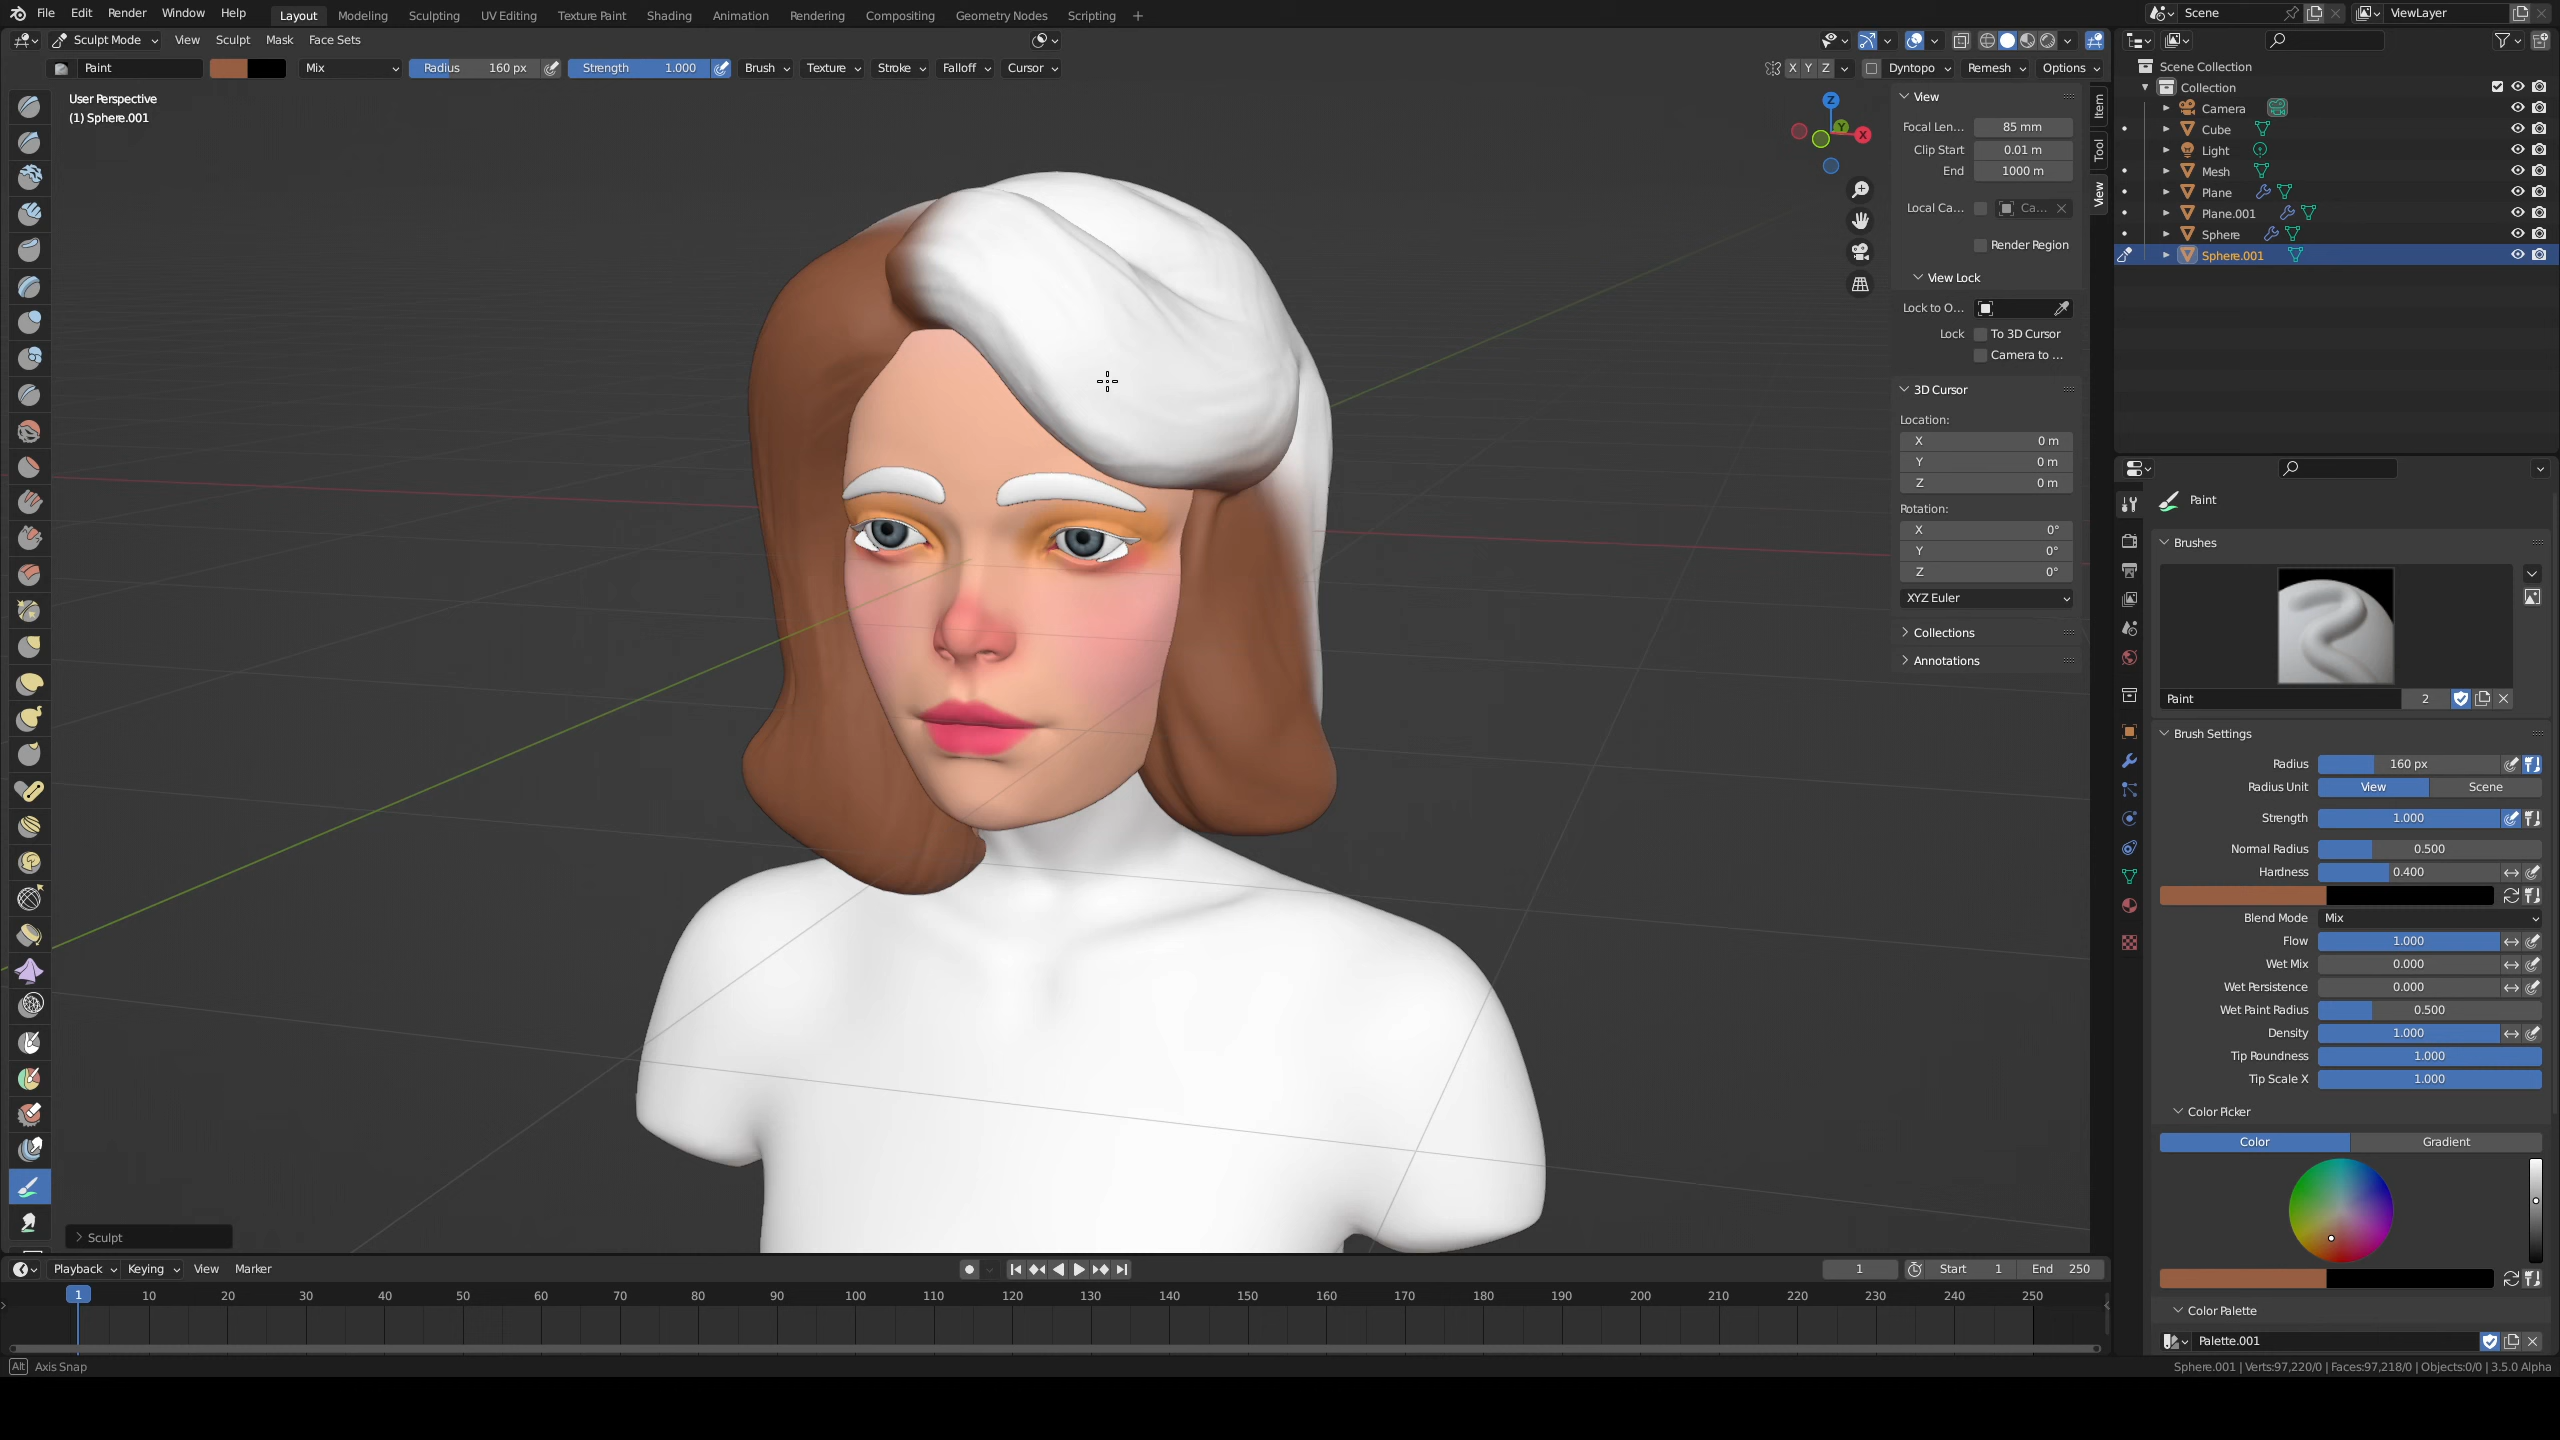 File Edit Render Window Help Layout Modeling Sculpting UV Editing Texture Paint Shading Animation Rendering Compositing Geometry Nodes Scripting + Scene ViewLayer
Sculpt Mode View Sculpt Mask Face Sets
Paint Mix Radius 160 px Strength 1.000 Brush Texture Stroke Falloff Cursor X Y Z Dyntopo Remesh Options
User Perspective
(1) Sphere.001
Z
Y
X
View
Focal Len... 85 mm
Clip Start 0.01 m
End 1000 m
Local Ca... Ca...
Render Region
View Lock
Lock to O...
Lock To 3D Cursor
Camera to ...
3D Cursor
Location:
X 0 m
Y 0 m
Z 0 m
Rotation:
X 0°
Y 0°
Z 0°
XYZ Euler
Collections
Annotations
Item
Tool
View
Scene Collection
Collection
Camera
Cube
Light
Mesh
Plane
Plane.001
Sphere
Sphere.001
Paint
Brushes
Paint 2
Brush Settings
Radius 160 px
Radius Unit View Scene
Strength 1.000
Normal Radius 0.500
Hardness 0.400
Blend Mode Mix
Flow 1.000
Wet Mix 0.000
Wet Persistence 0.000
Wet Paint Radius 0.500
Density 1.000
Tip Roundness 1.000
Tip Scale X 1.000
Color Picker
Color Gradient
Color Palette
Palette.001
Sculpt
Playback Keying View Marker 1 Start 1 End 250
1 10 20 30 40 50 60 70 80 90 100 110 120 130 140 150 160 170 180 190 200 210 220 230 240 250
Alt Axis Snap
Sphere.001 | Verts:97,220/0 | Faces:97,218/0 | Objects:0/0 | 3.5.0 Alpha